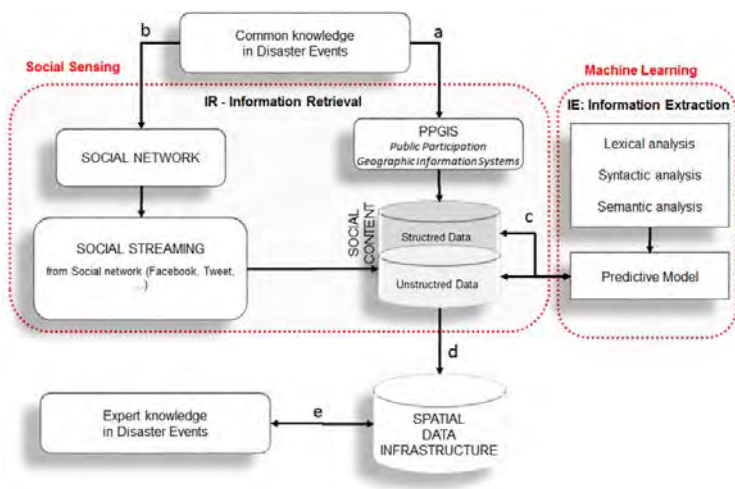 b
Common knowledge
in Disaster Events
a
Social Sensing
Machine Learning
IR - Information Retrieval
IE: Information Extraction
SOCIAL NETWORK
PPGIS
Public Participation
Geographic Information Systems
Lexical analysis
Syntactic analysis
Semantic analysis
SOCIAL STREAMING
from Social network (Facebook, Tweet,
...)
SOCIAL
CONTENT
Structred Data
Unstructred Data
c
Predictive Model
d
Expert knowledge
in Disaster Events
e
SPATIAL
DATA
INFRASTRUCTURE